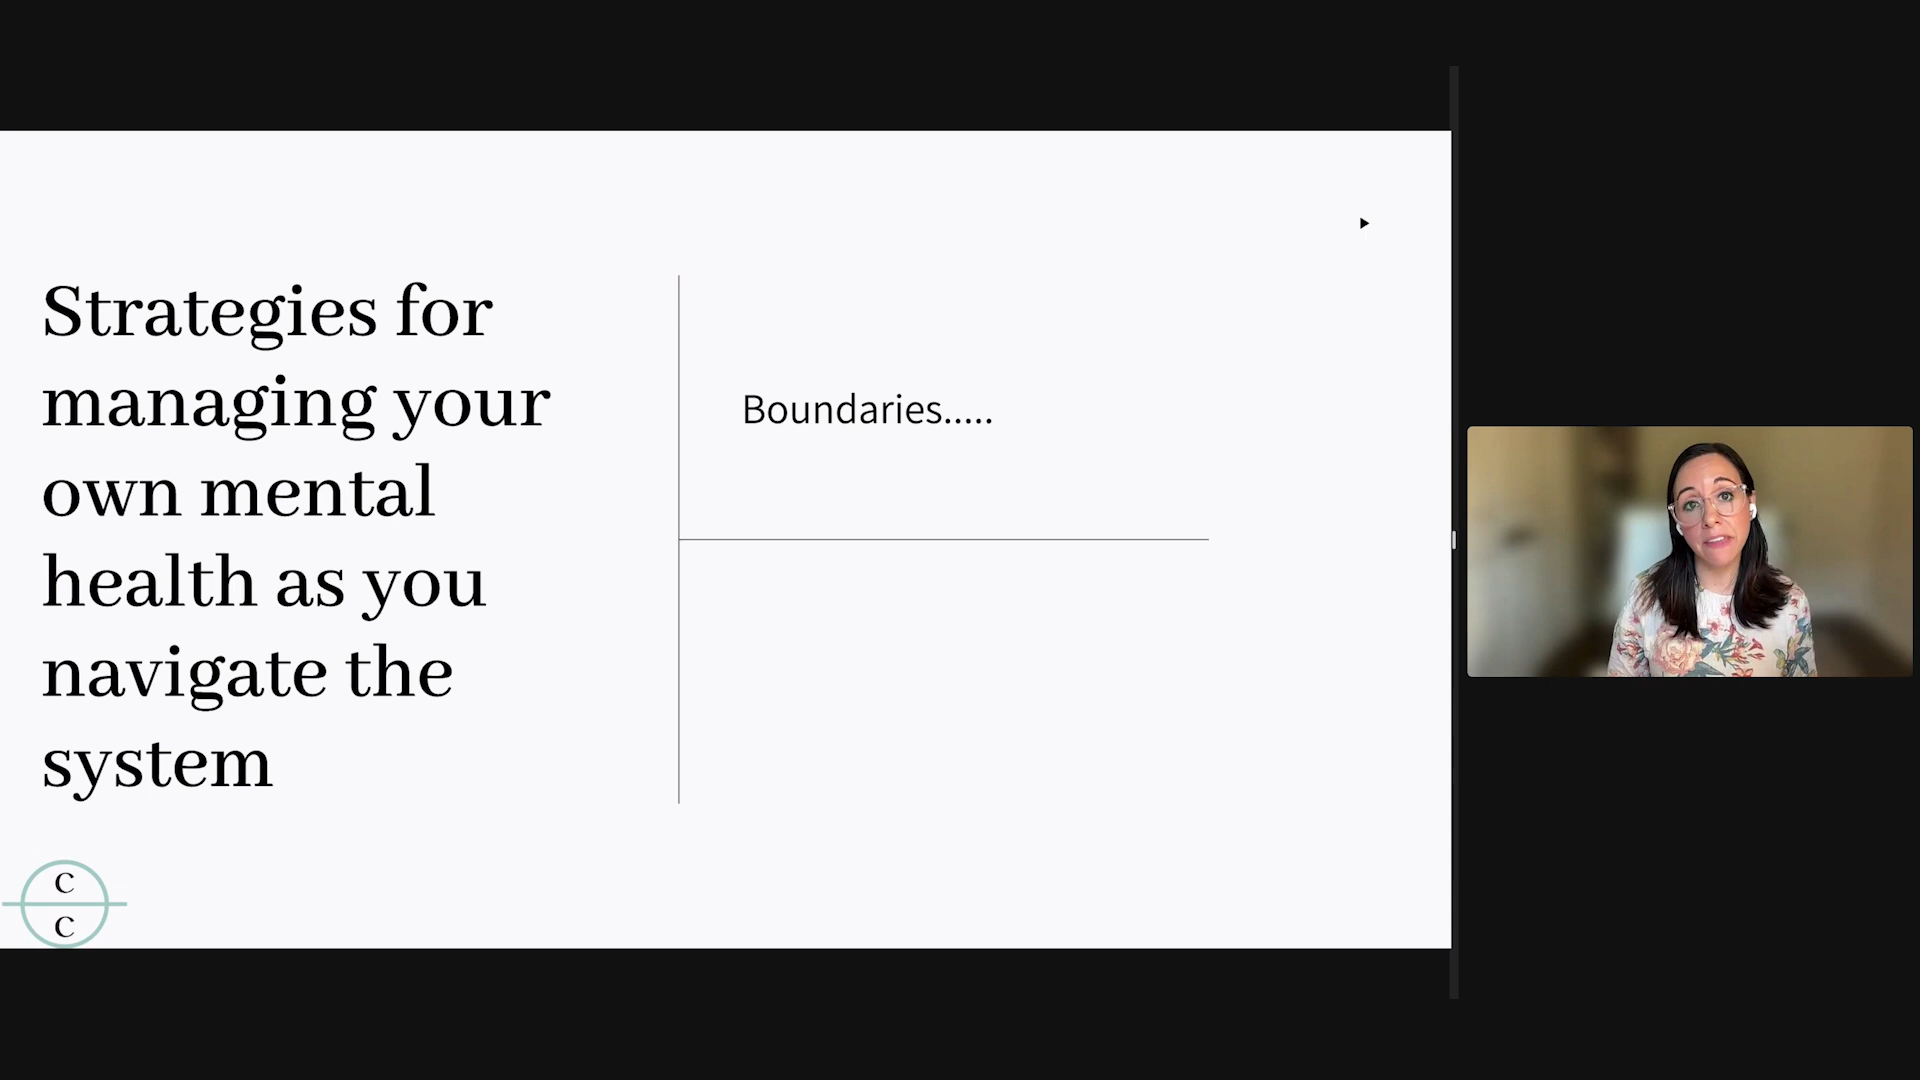 Strategies for
managing your
own mental
health as you
navigate the
system
Boundaries.....
C
C